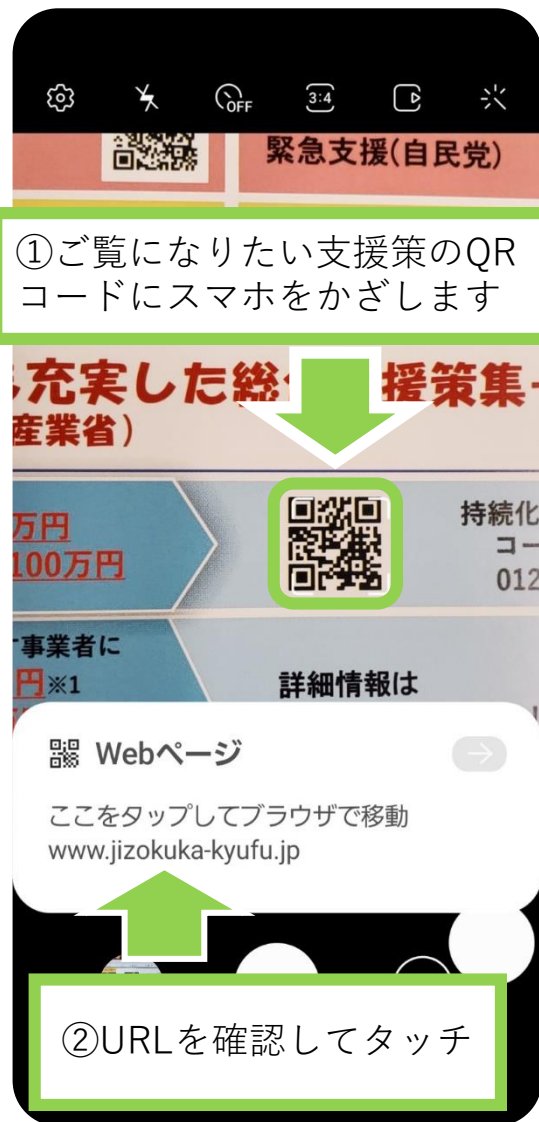 OFF
3:4
緊急支援(自民党)
①ご覧になりたい支援策のQR
コードにスマホをかざします
充実した総
援策集
産業省）
万円
100万円
持続化
コー
012
事業者に
円※1
詳細情報は
Webページ
ここをタップしてブラウザで移動
www.jizokuka-kyufu.jp
②URLを確認してタッチ